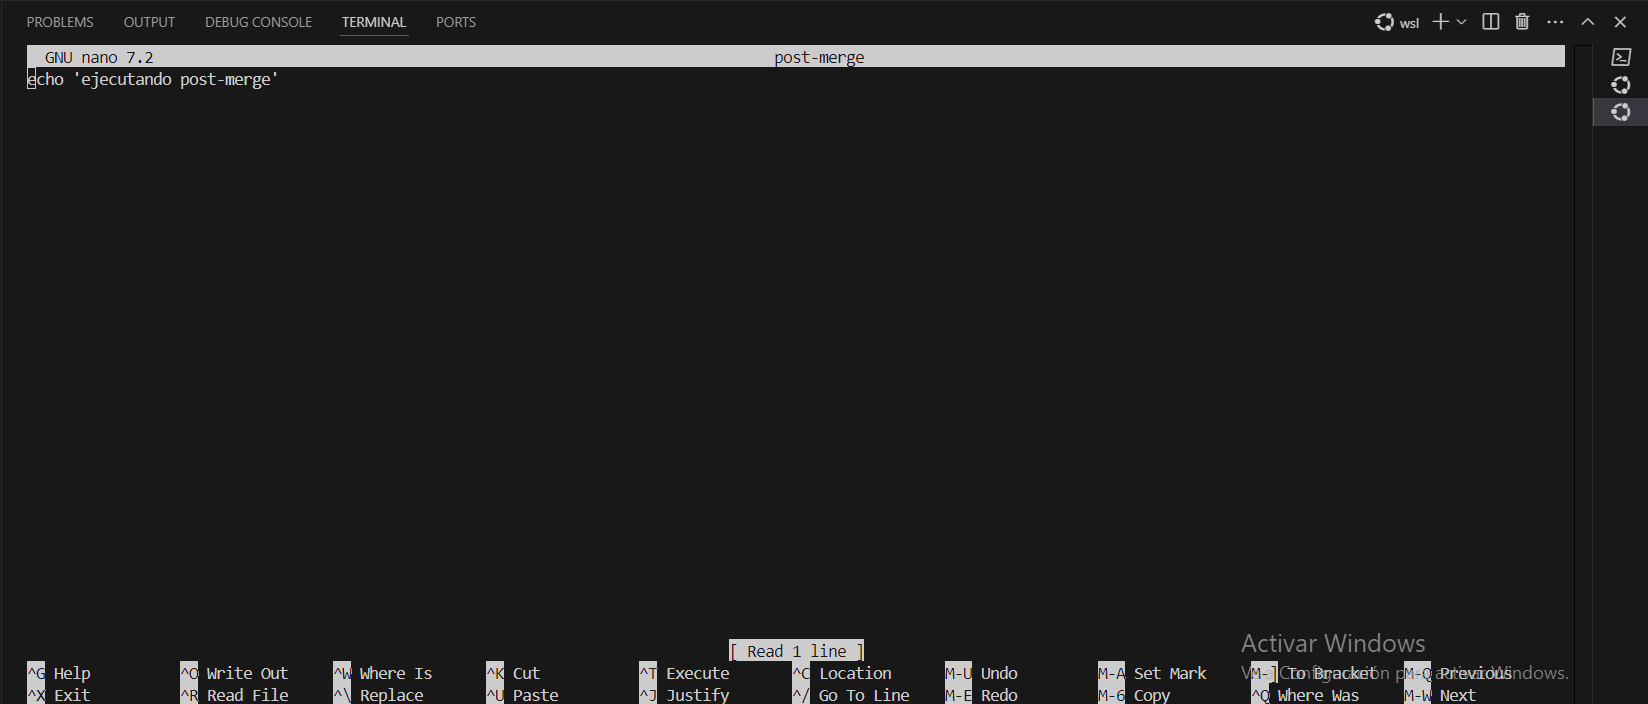 PROBLEMS OUTPUT DEBUG CONSOLE TERMINAL PORTS wsl
GNU nano 7.2 post-merge
echo 'ejecutando post-merge'
[ Read 1 line ]
Activar Windows
^G Help ^O Write Out ^W Where Is ^K Cut ^T Execute ^C Location M-U Undo M-A Set Mark M-] To Bracket M-Q Previous
Configuración para activar Windows.
^X Exit ^R Read File ^\ Replace ^U Paste ^J Justify ^/ Go To Line M-E Redo M-6 Copy ^Q Where Was M-W Next